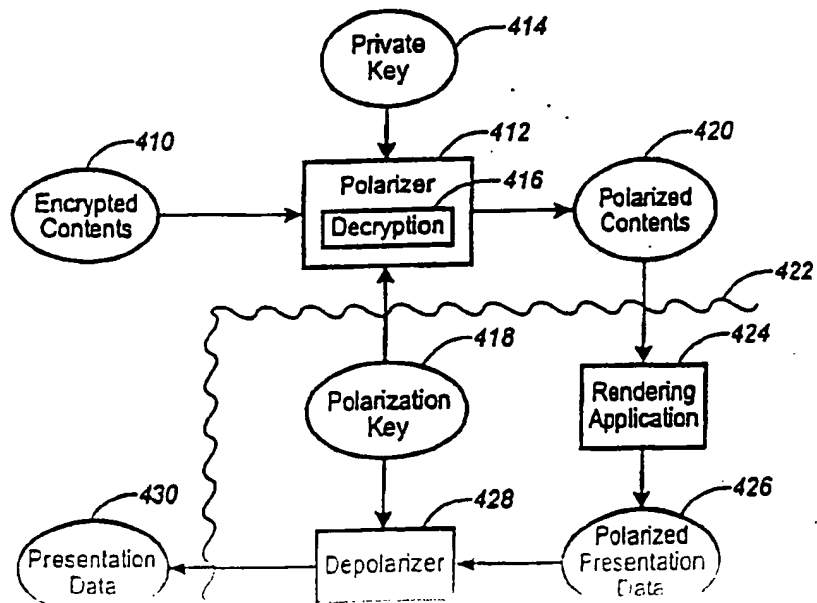 Private
Key
414
410
412
420
Encrypted
Contents
Polarizer
416
Decryption
Polarized
Contents
422
418
424
Polarization
Key
Rendering
Application
430
428
426
Presentation
Data
Depolarizer
Polarized
Presentation
Data